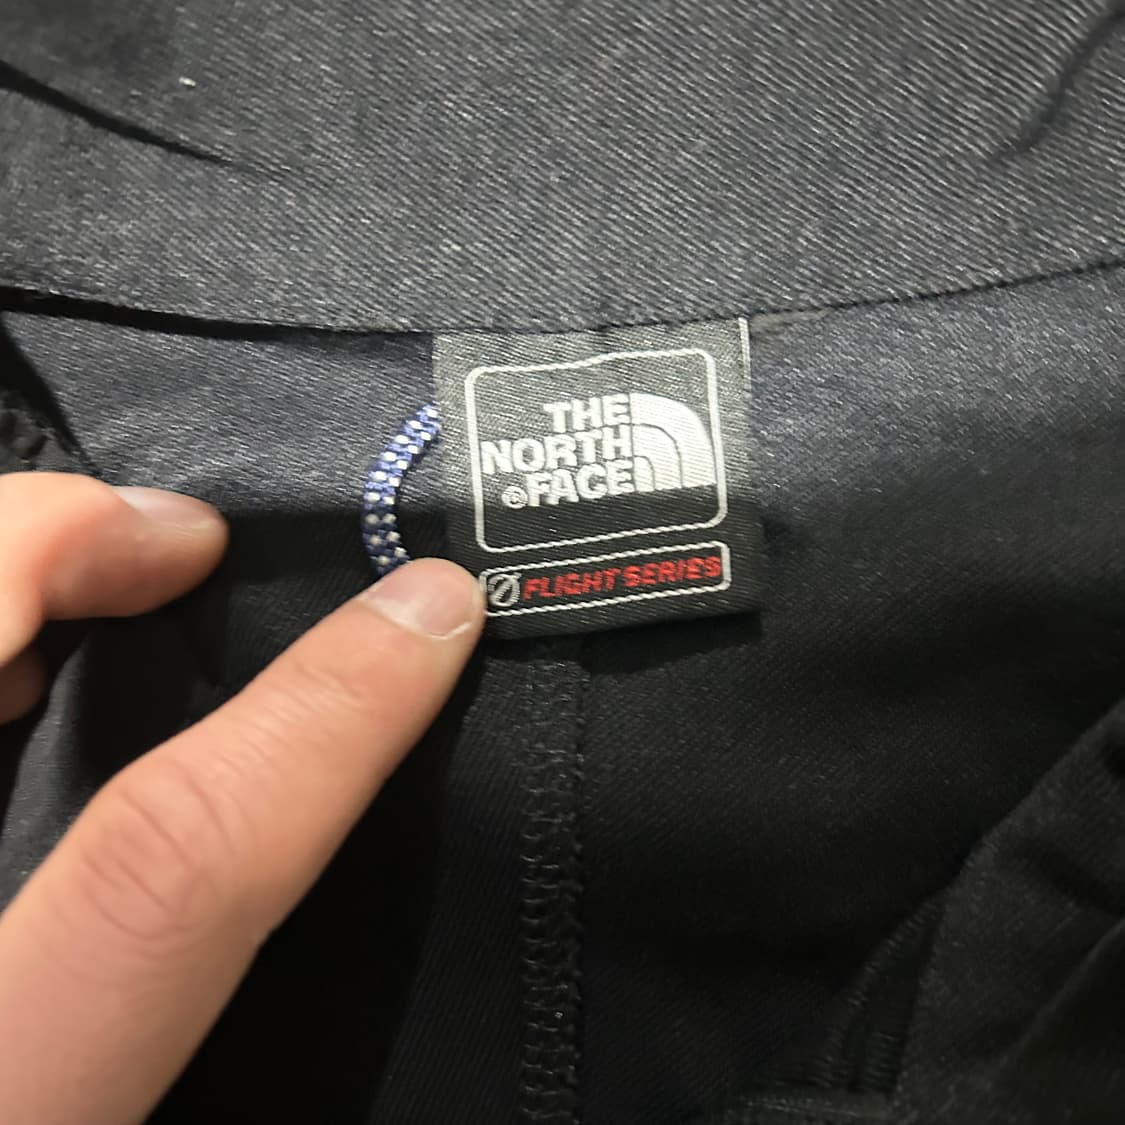 THE
NORTH
®FACE
FLIGHT SERIES